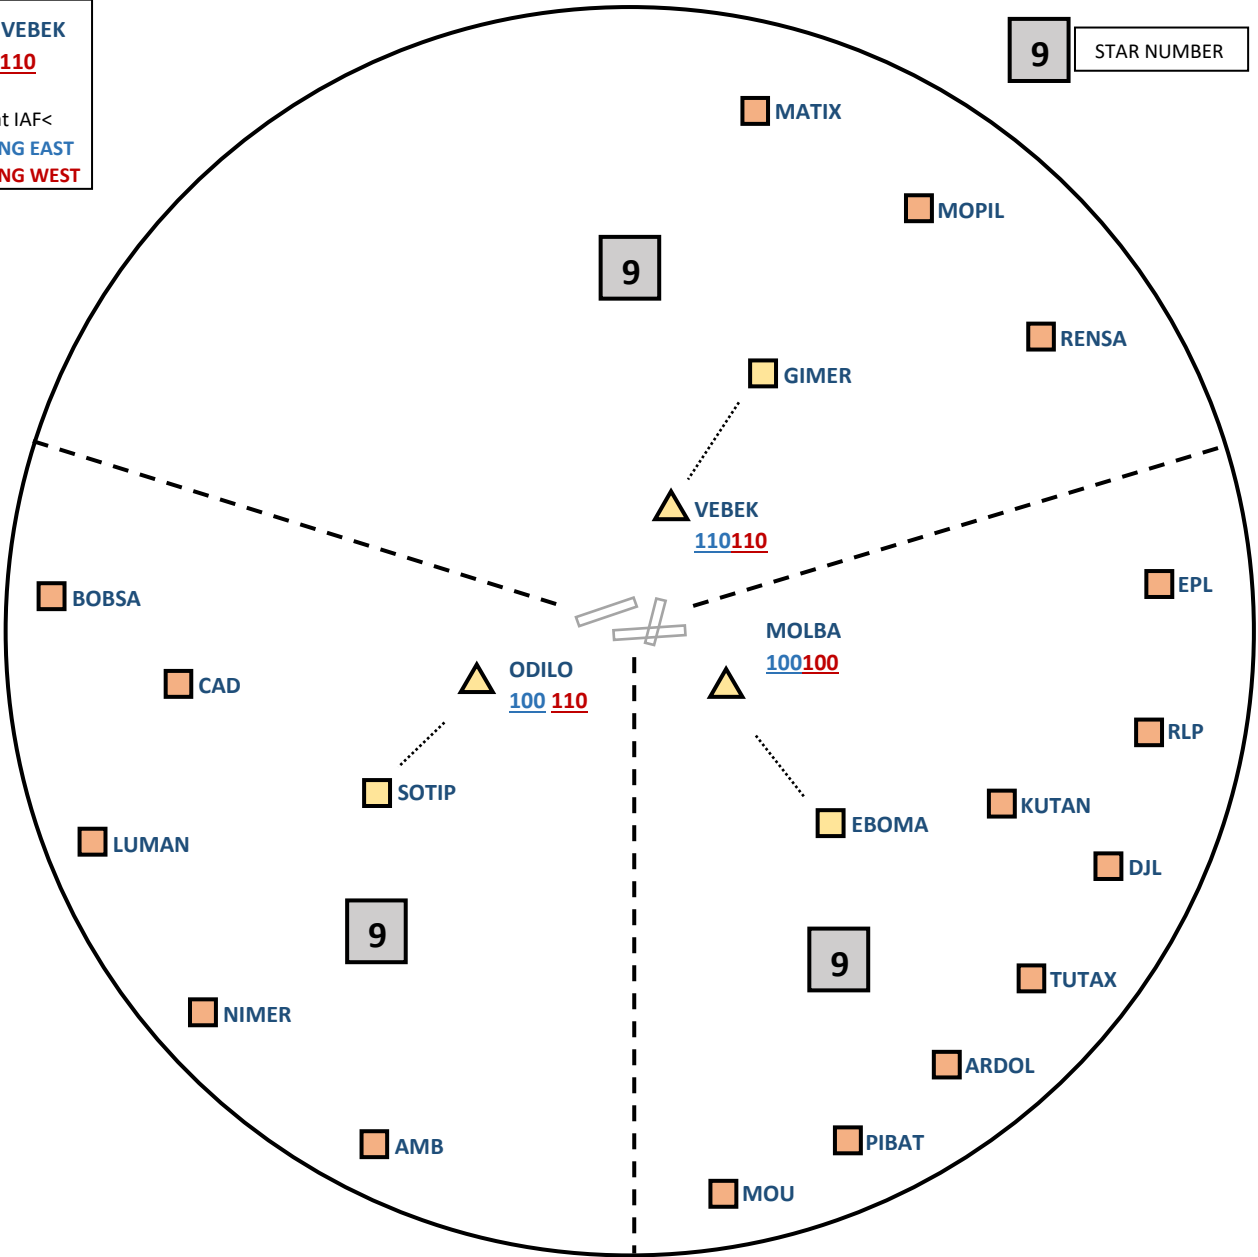 VEBEK
110
at IAF<
NG EAST
NG WEST
9
STAR NUMBER
MATIX
MOPIL
9
RENSA
GIMER
VEBEK
110110
EPL
BOBSA
MOLBA
100100
ODILO
100 110
CAD
RLP
SOTIP
KUTAN
EBOMA
LUMAN
DJL
9
9
TUTAX
NIMER
ARDOL
AMB
PIBAT
MOU